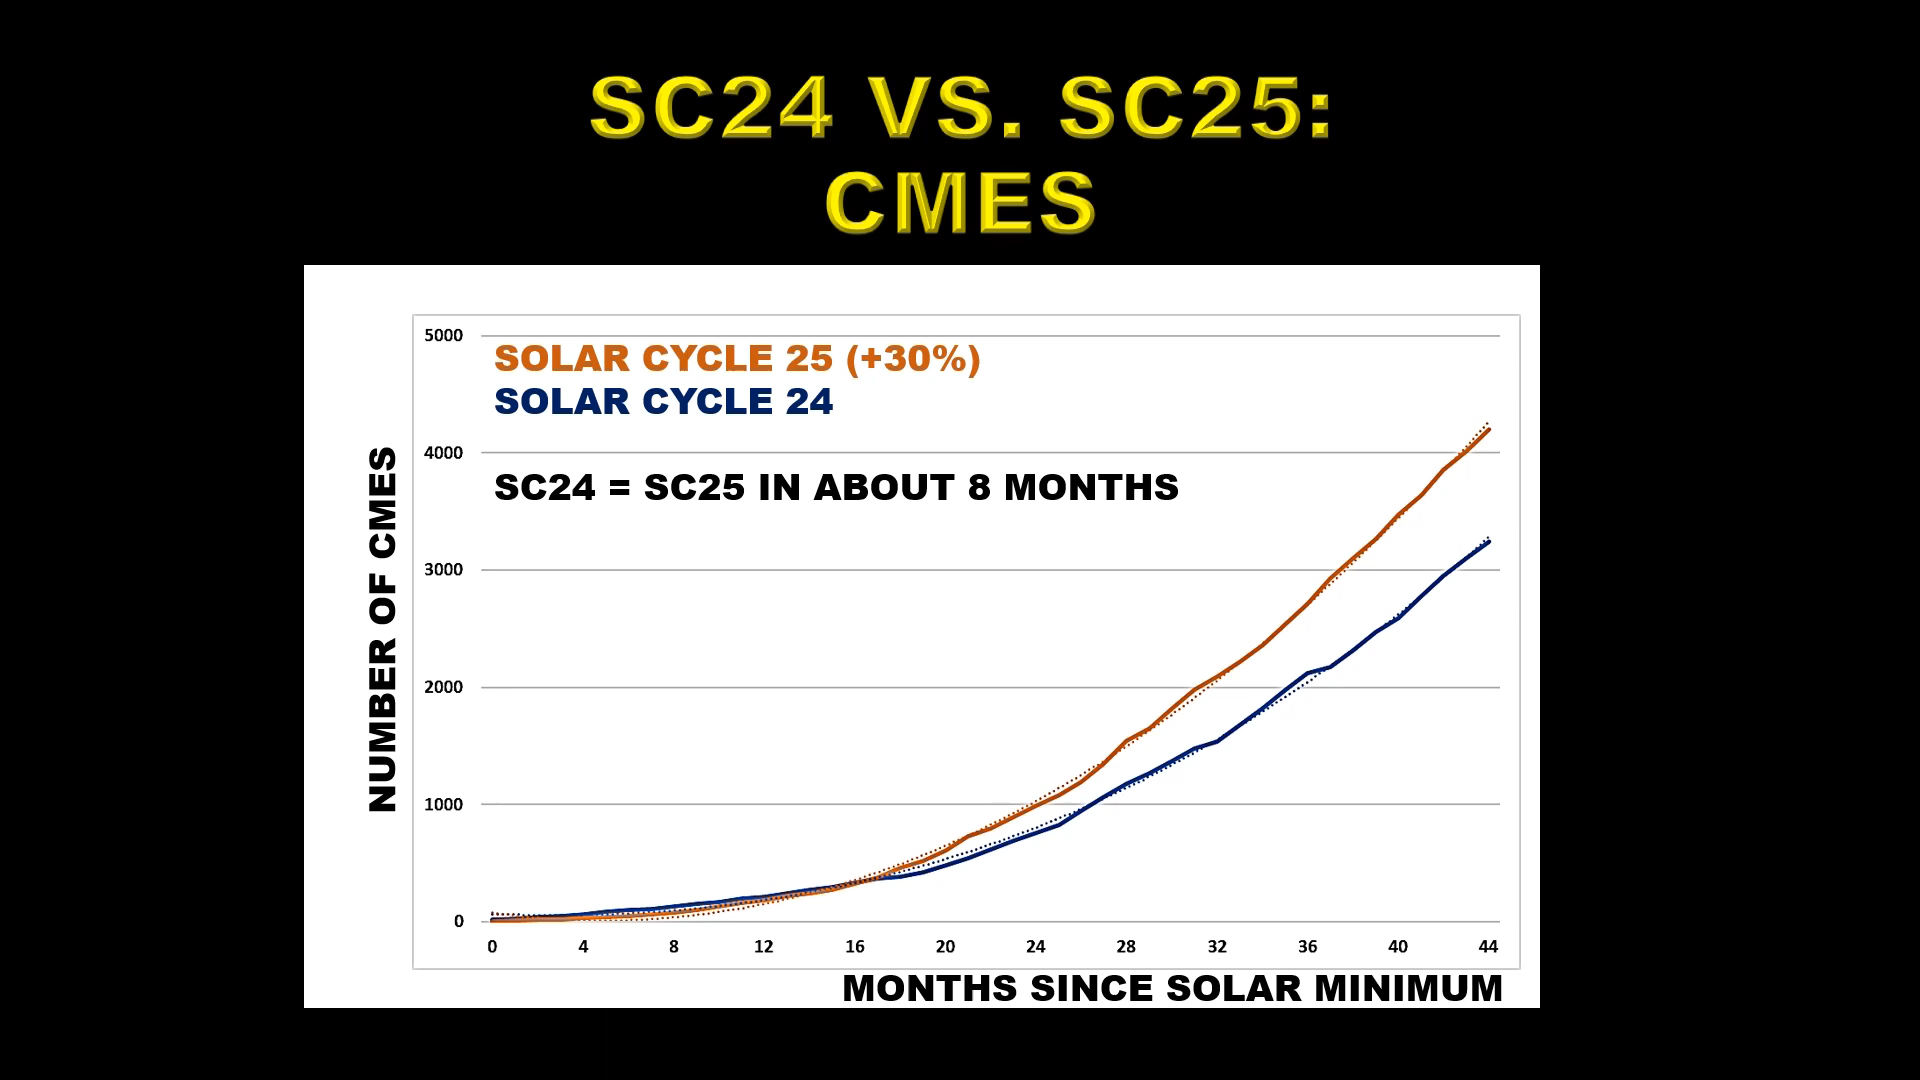 SC24 VS. SC25:
CMES
5000
SOLAR CYCLE 25 (+30%)
SOLAR CYCLE 24
4000
SC24 = SC25 IN ABOUT 8 MONTHS
NUMBER OF CMES
3000
2000
1000
0
0 4 8 12 16 20 24 28 32 36 40 44
MONTHS SINCE SOLAR MINIMUM